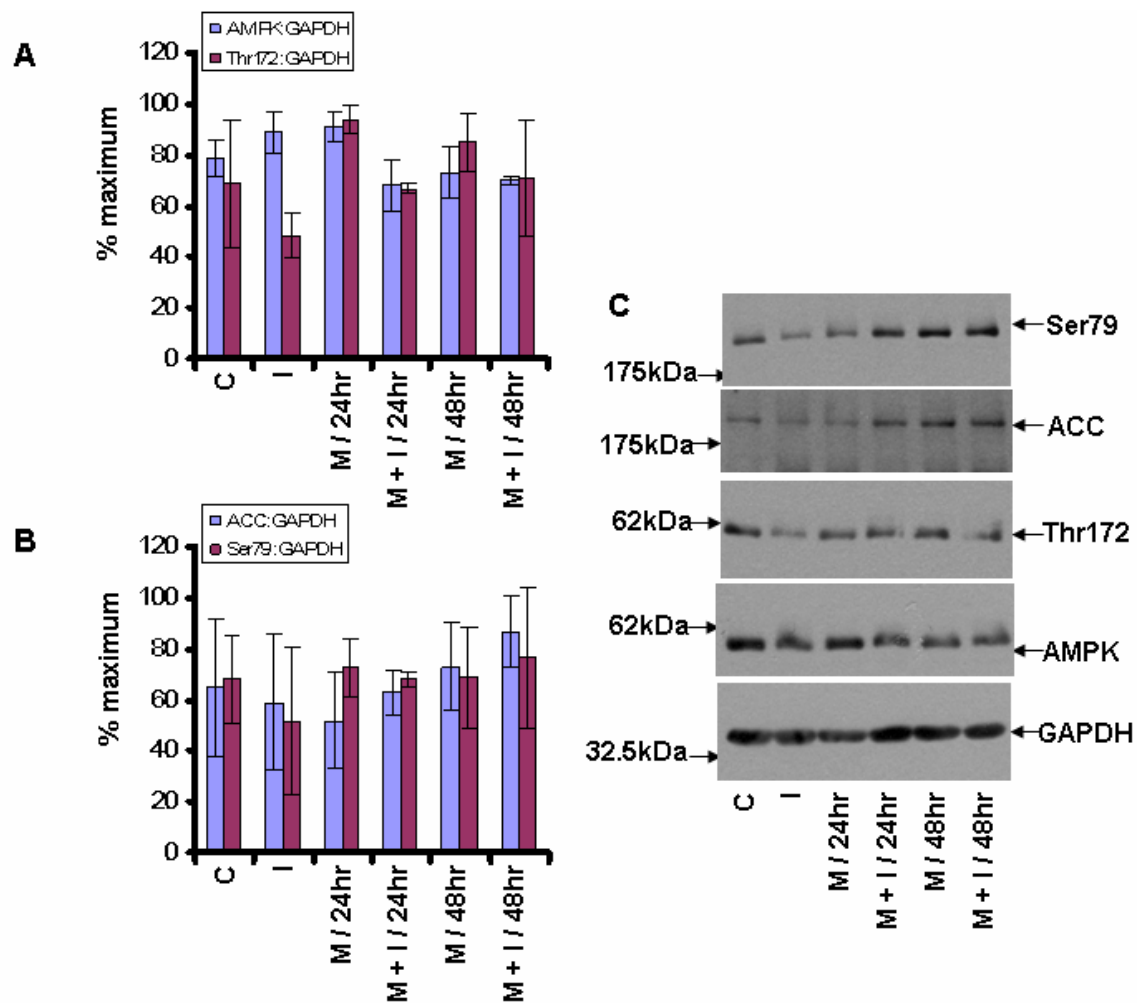 A
AMPK:GAPDH
Thr172:GAPDH
% maximum
120
100
80
60
40
20
0
C
I
M / 24hr
M + I / 24hr
M / 48hr
M + I / 48hr
B
ACC:GAPDH
Ser79:GAPDH
% maximum
120
100
80
60
40
20
0
C
I
M / 24hr
M + I / 24hr
M / 48hr
M + I / 48hr
C
Ser79
175kDa
ACC
175kDa
62kDa
Thr172
62kDa
AMPK
GAPDH
32.5kDa
C
I
M / 24hr
M + I / 24hr
M / 48hr
M + I / 48hr